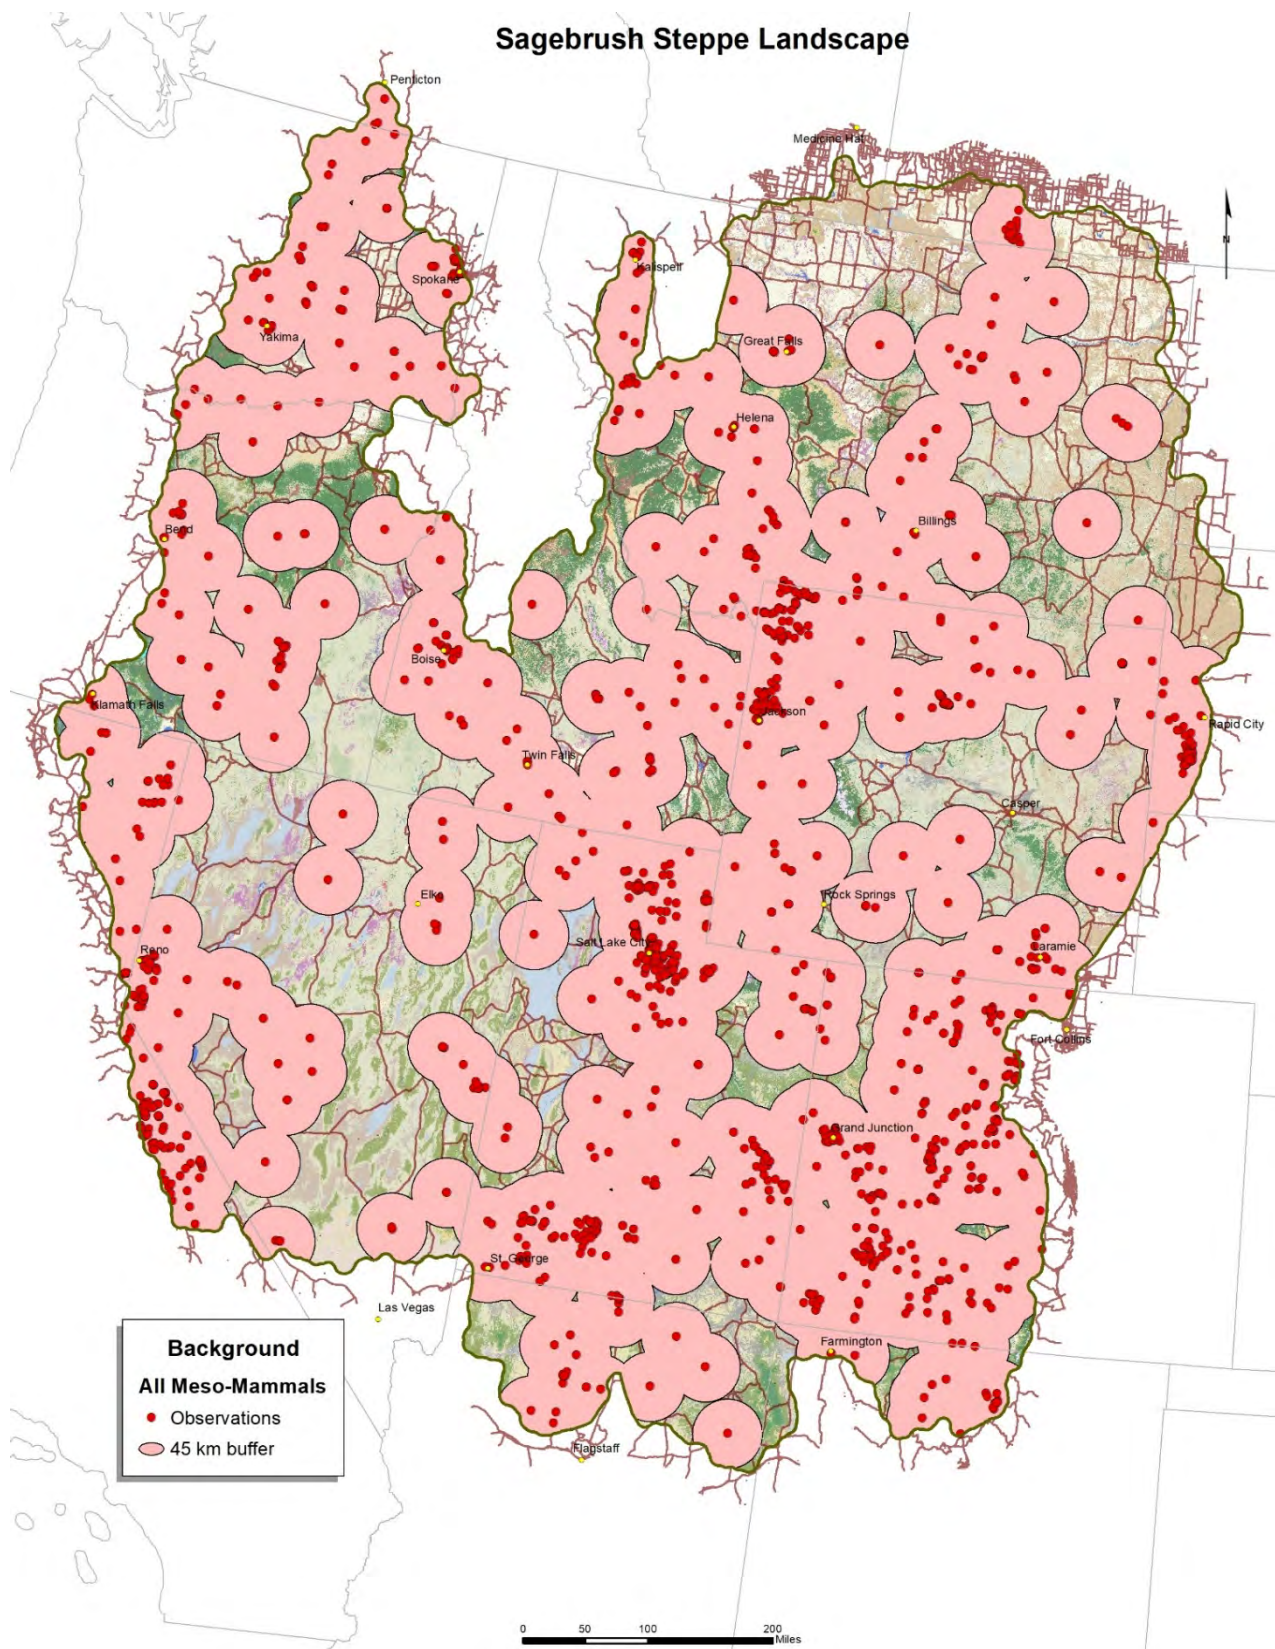 Sagebrush Steppe Landscape
Penticton
Medicine Hat
N
Kalispell
Spokane
Yakima
Great Falls
Helena
Billings
Bend
Boise
Klamath Falls
Jackson
Rapid City
Twin Falls
Casper
Elko
Rock Springs
Salt Lake City
Laramie
Reno
Fort Collins
Grand Junction
St. George
Las Vegas
Farmington
Flagstaff
Background
All Meso-Mammals
Observations
45 km buffer
0 50 100 200
Miles